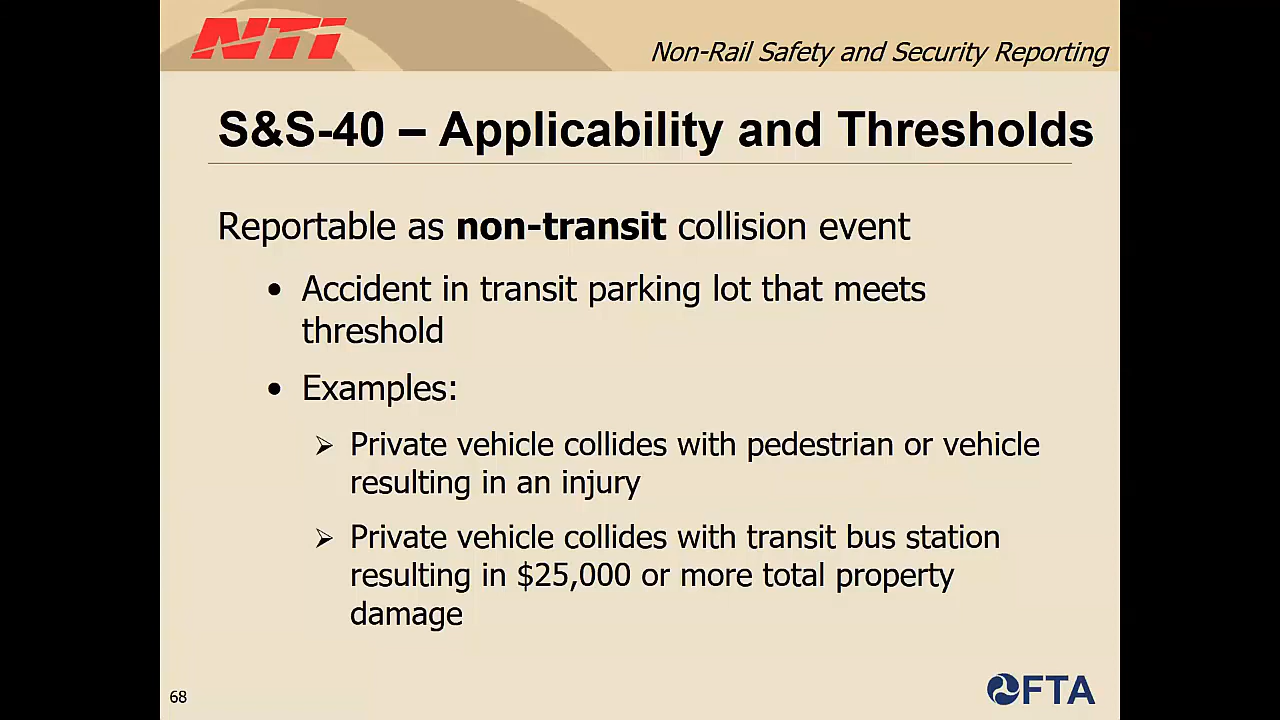 NTI
Non-Rail Safety and Security Reporting
S&S-40 – Applicability and Thresholds
Reportable as non-transit collision event
• Accident in transit parking lot that meets
threshold
• Examples:
➢ Private vehicle collides with pedestrian or vehicle
resulting in an injury
➢ Private vehicle collides with transit bus station
resulting in $25,000 or more total property
damage
68
FTA